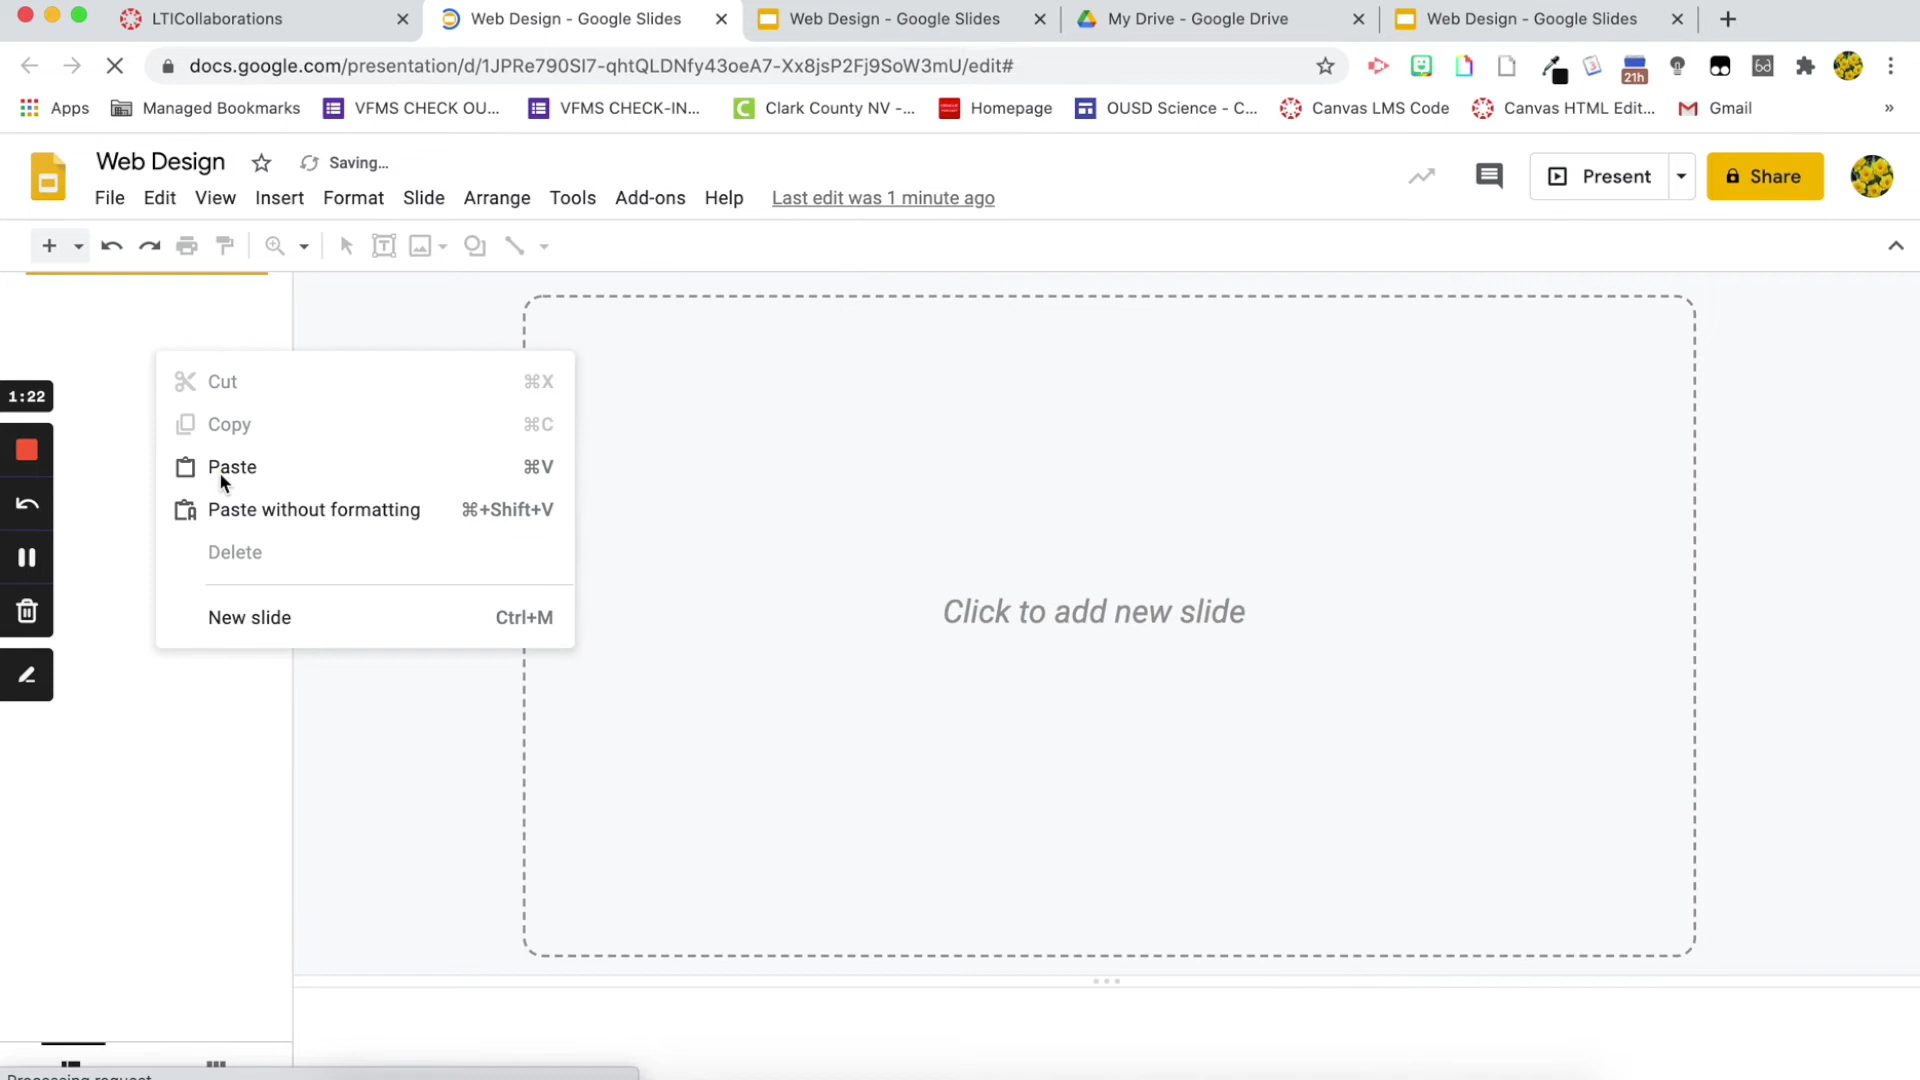 LTICollaborations
Web Design - Google Slides
Web Design - Google Slides
My Drive - Google Drive
Web Design - Google Slides
docs.google.com/presentation/d/1JPRe790SI7-qhtQLDNfy43oeA7-Xx8jsP2Fj9SoW3mU/edit#
21h
Apps
Managed Bookmarks
VFMS CHECK OU...
VFMS CHECK-IN...
Clark County NV -...
Homepage
OUSD Science - C...
Canvas LMS Code
Canvas HTML Edit...
Gmail
»
Web Design
Saving...
File Edit View Insert Format Slide Arrange Tools Add-ons Help Last edit was 1 minute ago
Present
Share
1:22
Cut ⌘X
Copy ⌘C
Paste ⌘V
Paste without formatting ⌘+Shift+V
Delete
New slide Ctrl+M
Click to add new slide
Processing request